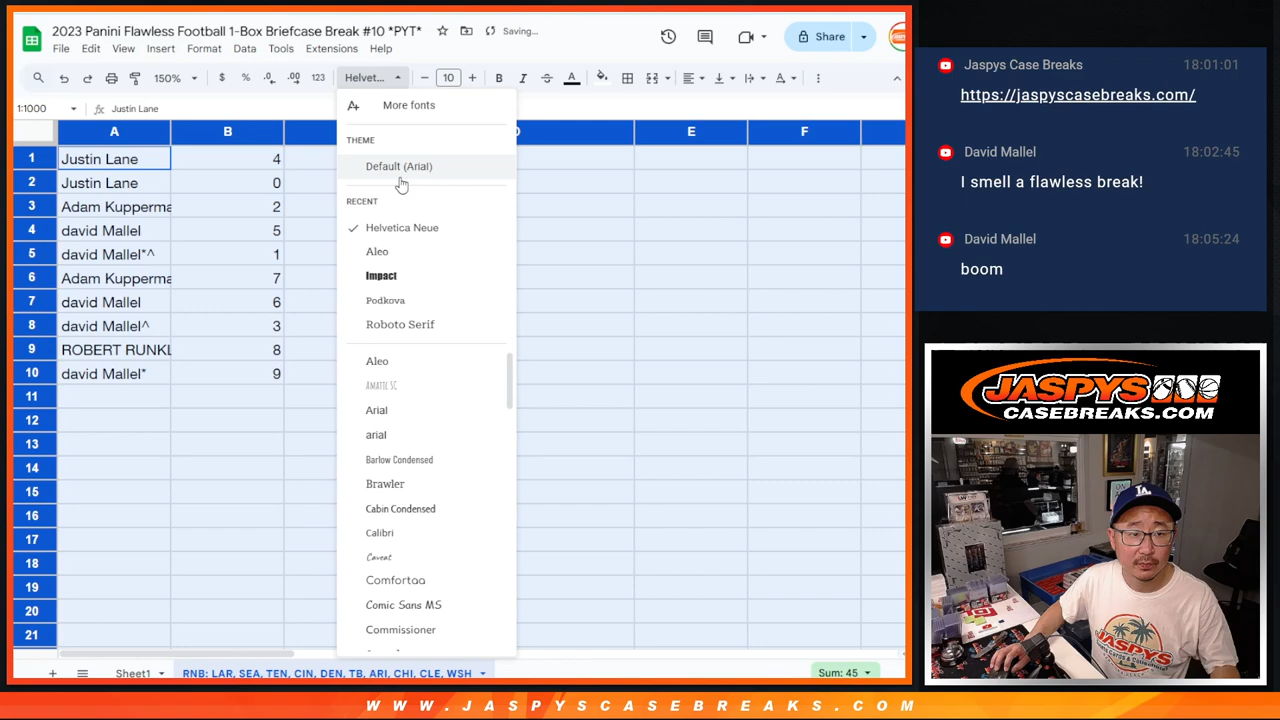 2023 Panini Flawless Football 1-Box Briefcase Break #10 *PYT*
Saving...
File Edit View Insert Format Data Tools Extensions Help
Share
150% $ % .0 .00 123 Helvet... 10 B I A
1:1000 fx Justin Lane
A B D E F
1 Justin Lane 4
2 Justin Lane 0
3 Adam Kupperma 2
4 david Mallel 5
5 david Mallel*^ 1
6 Adam Kupperma 7
7 david Mallel 6
8 david Mallel^ 3
9 ROBERT RUNKL 8
10 david Mallel* 9
11
12
13
14
15
16
17
18
19
20
21
More fonts
THEME
Default (Arial)
RECENT
Helvetica Neue
Aleo
Impact
Podkova
Roboto Serif
Aleo
AMATIC SC
Arial
arial
Barlow Condensed
Brawler
Cabin Condensed
Calibri
Caveat
Comfortaa
Comic Sans MS
Commissioner
Sheet1
RNB: LAR, SEA, TEN, CIN, DEN, TB, ARI, CHI, CLE, WSH
Sum: 45
Jaspys Case Breaks 18:01:01
https://jaspyscasebreaks.com/
David Mallel 18:02:45
I smell a flawless break!
David Mallel 18:05:24
boom
JASPYS
CASEBREAKS.COM
LA
WWW.JASPYSCASEBREAKS.COM